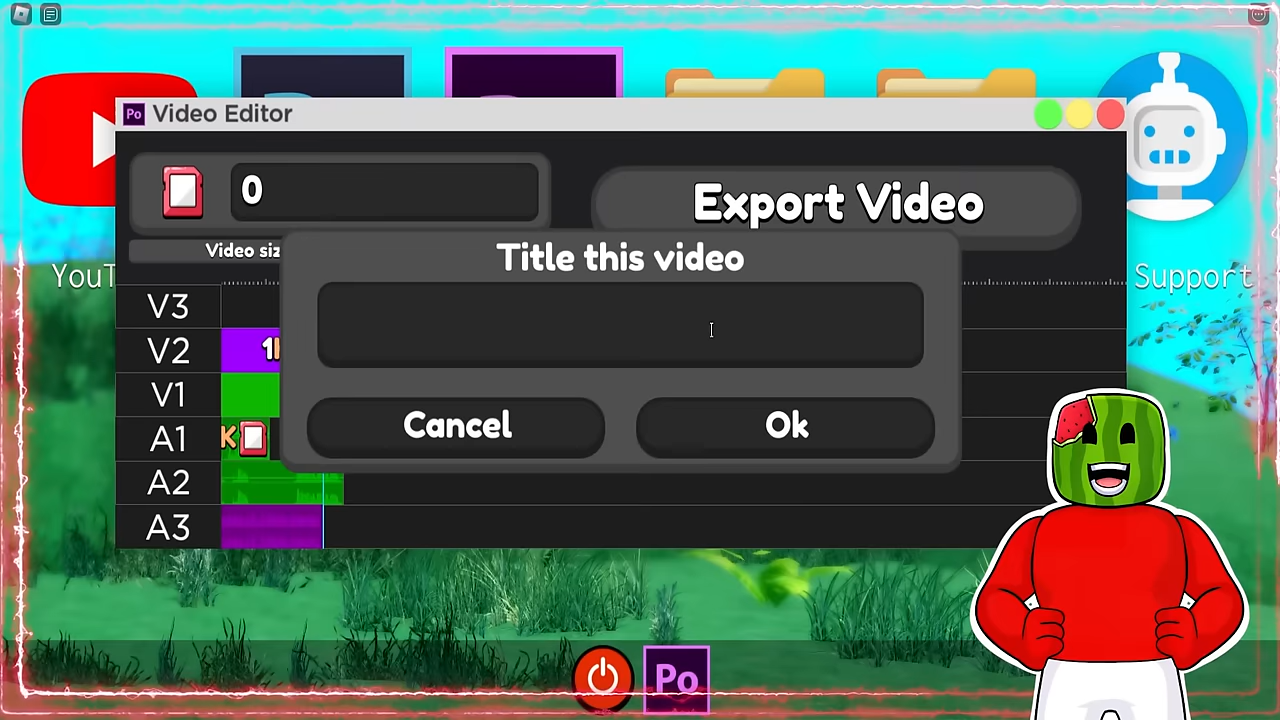 Po Video Editor
0
Export Video
Video siz
Title this video
YouT
Support
V3
V2
1
V1
A1
K
Cancel
Ok
A2
A3
Po